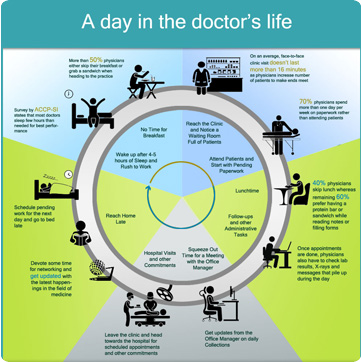 A day in the doctor's life
More than 50% physicians
either skip their breakfast or
grab a sandwich when
heading to the practice
On an average, face-to-face
clinic visit doesn't last
more than 16 minutes
as physicians increase number
of patients to make ends meet.
Survey by ACCP-SI
states that most doctors
sleep few hours than
needed for best perfor-
mance
70% physicians spend
more than one day per
week on paperwork rather
than attending patients
No Time for
Breakfast
Reach the Clinic
and Notice a
Waiting Room
Full of Patients
Wake up after 4-5
hours of Sleep and
Rush to Work
Attend Patients and
Start with Pending
Paperwork
Zzzzz..
Lunchtime
40% physicians
skip lunch whereas
remaining 60%
prefer having a
protein bar or
sandwich while
reading notes or
filling forms
Schedule pending
work for the next
day and go to bed
late
Reach Home
Late
Follow-ups
and other
Administrative
Tasks
Hospital Visits
and other
Commitments
Squeeze Out
Time for a Meeting
with the Office
Manager
Once appointments
are done, physicians
also have to check lab
results, X-rays and
messages that pile up
during the day
Devote some time
for networking and
get updated with
the latest happen-
ings in the field of
medicine
Leave the clinic and head
towards the hospital for
scheduled appointments
and other commitments
Get updates from the
Office Manager on daily
Collections